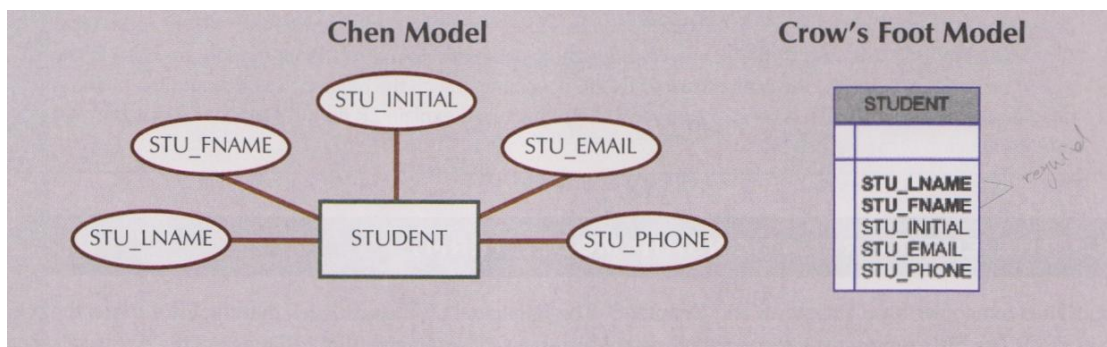 Chen Model
Crow's Foot Model
STU_INITIAL
STU_FNAME
STU_EMAIL
STU_LNAME
STUDENT
STU_PHONE
STUDENT
STU_LNAME
STU_FNAME
STU_INITIAL
STU_EMAIL
STU_PHONE